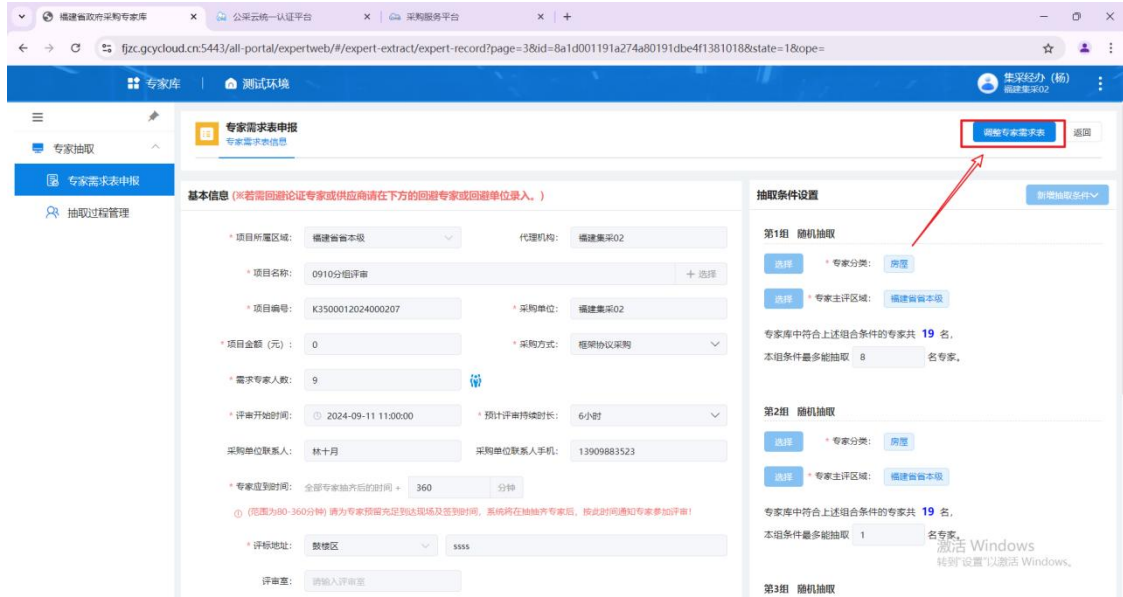 福建省政府采购专家库
公采云统一认证平台
采购服务平台
fjzc.gcycloud.cn:5443/all-portal/expertweb/#/expert-extract/expert-record?page=3&id=8a1d001191a274a80191dbe4f1381018&state=1&ope=
专家库
测试环境
集采经办（杨）
福建集采02
专家抽取
专家需求表申报
抽取过程管理
专家需求表申报
专家需求表信息
调整专家需求表
返回
基本信息 (※若需回避论证专家或供应商请在下方的回避专家或回避单位录入。)
* 项目所属区域: 福建省省本级 代理机构: 福建集采02
* 项目名称: 0910分组评审 + 选择
* 项目编号: K3500012024000207 * 采购单位: 福建集采02
* 项目金额（元）: 0 * 采购方式: 框架协议采购
* 需求专家人数: 9
* 评审开始时间: 2024-09-11 11:00:00 * 预计评审持续时长: 6小时
采购单位联系人: 林十月 采购单位联系人手机: 13909883523
* 专家应到时间: 全部专家抽齐后的时间 + 360 分钟
(范围为80-360分钟) 请为专家预留充足到达现场及签到时间，系统将在抽抽齐专家后，按此时间通知专家参加评审!
* 评标地址: 鼓楼区 ssss
评审室: 请输入评审室
抽取条件设置
新增抽取条件
第1组 随机抽取
选择 * 专家分类: 房屋
选择 * 专家主评区域: 福建省省本级
专家库中符合上述组合条件的专家共 19 名,
本组条件最多能抽取 8 名专家。
第2组 随机抽取
选择 * 专家分类: 房屋
选择 * 专家主评区域: 福建省省本级
专家库中符合上述组合条件的专家共 19 名,
本组条件最多能抽取 1 名专家。
激活 Windows
转到"设置"以激活 Windows。
第3组 随机抽取